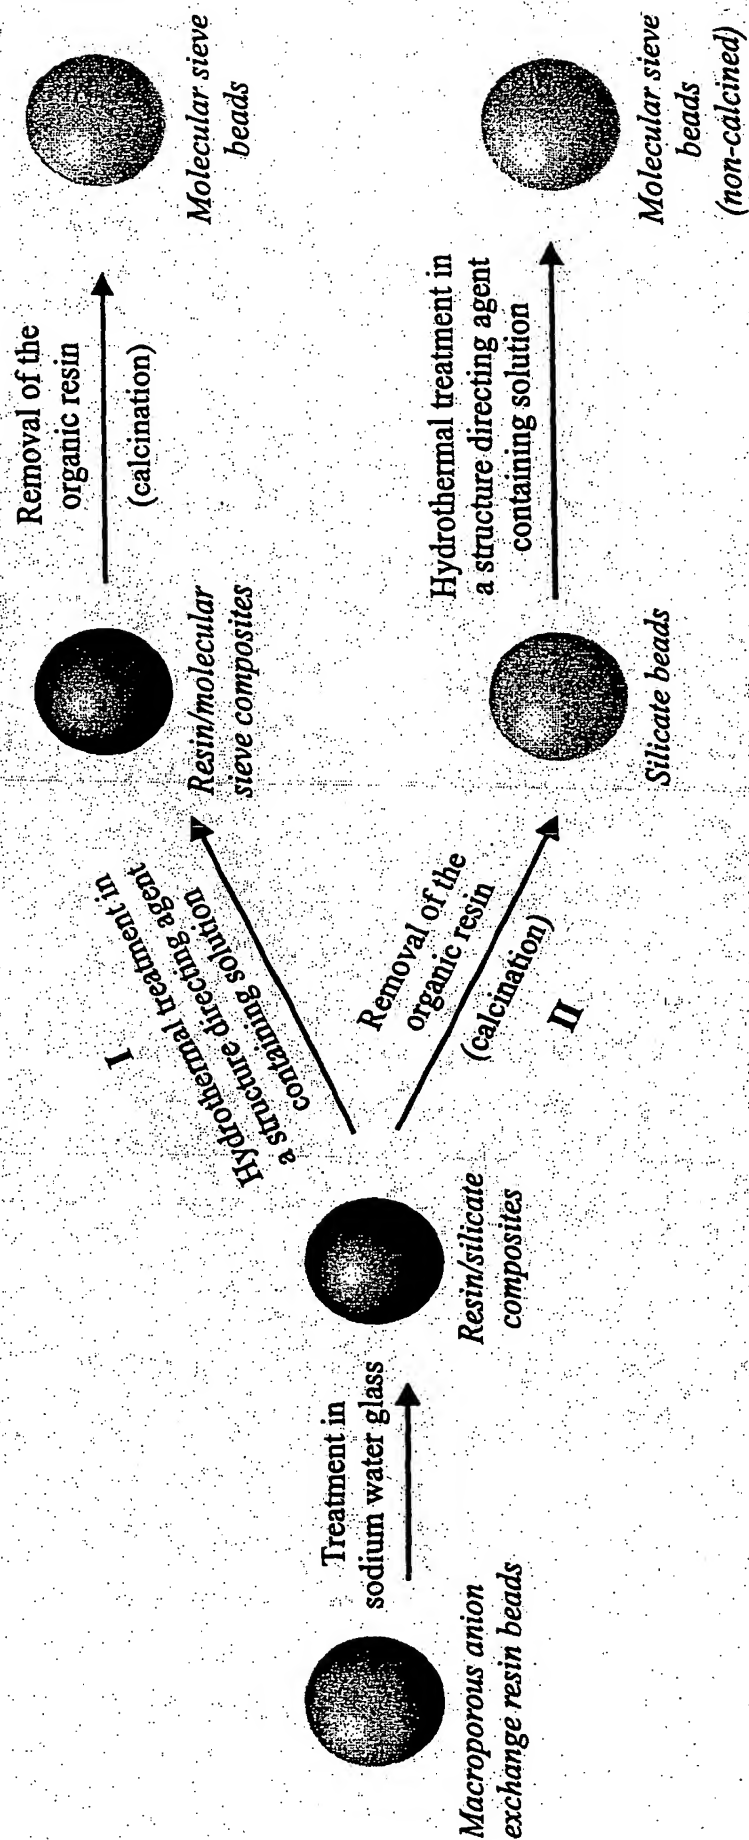 Macroporous anion
exchange resin beads
Treatment in
sodium water glass
Resin/silicate
composites
I
Hydrothermal treatment in
a structure directing agent
containing solution
Resin/molecular
sieve composites
Removal of the
organic resin
(calcination)
Molecular sieve
beads
Removal of the
organic resin
(calcination)
II
Silicate beads
Hydrothermal treatment in
a structure directing agent
containing solution
Molecular sieve
beads
(non-calcined)